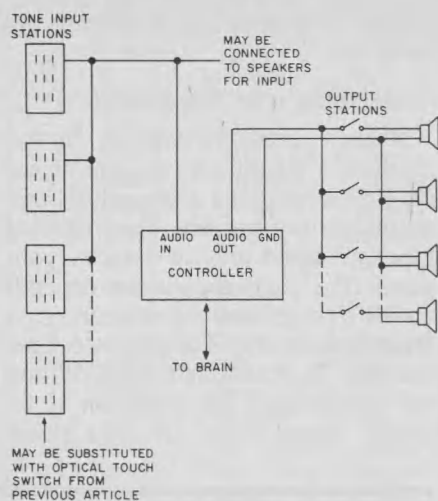 TONE INPUT
STATIONS
MAY BE
CONNECTED
TO SPEAKERS
FOR INPUT
OUTPUT
STATIONS
AUDIO
IN
AUDIO
OUT
GND
CONTROLLER
TO BRAIN
MAY BE SUBSTITUTED
WITH OPTICAL TOUCH
SWITCH FROM
PREVIOUS ARTICLE